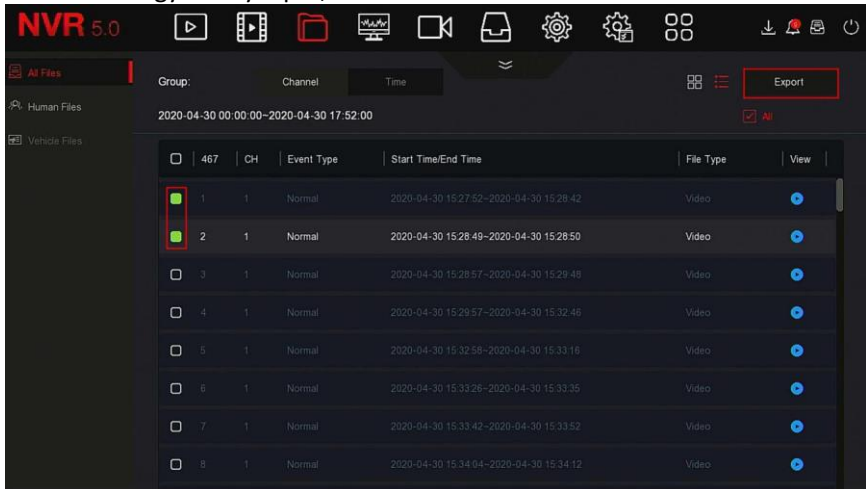 NVR 5.0
All Files
Human Files
Vehicle Files
Group: Channel Time Export
2020-04-30 00:00:00~2020-04-30 17:52:00 All
467 CH Event Type Start Time/End Time File Type View
1 1 Normal 2020-04-30 15:27:52~2020-04-30 15:28:42 Video
2 1 Normal 2020-04-30 15:28:49~2020-04-30 15:28:50 Video
3 1 Normal 2020-04-30 15:28:57~2020-04-30 15:29:48 Video
4 1 Normal 2020-04-30 15:29:57~2020-04-30 15:32:46 Video
5 1 Normal 2020-04-30 15:32:58~2020-04-30 15:33:16 Video
6 1 Normal 2020-04-30 15:33:26~2020-04-30 15:33:35 Video
7 1 Normal 2020-04-30 15:33:42~2020-04-30 15:33:52 Video
8 1 Normal 2020-04-30 15:34:04~2020-04-30 15:34:12 Video